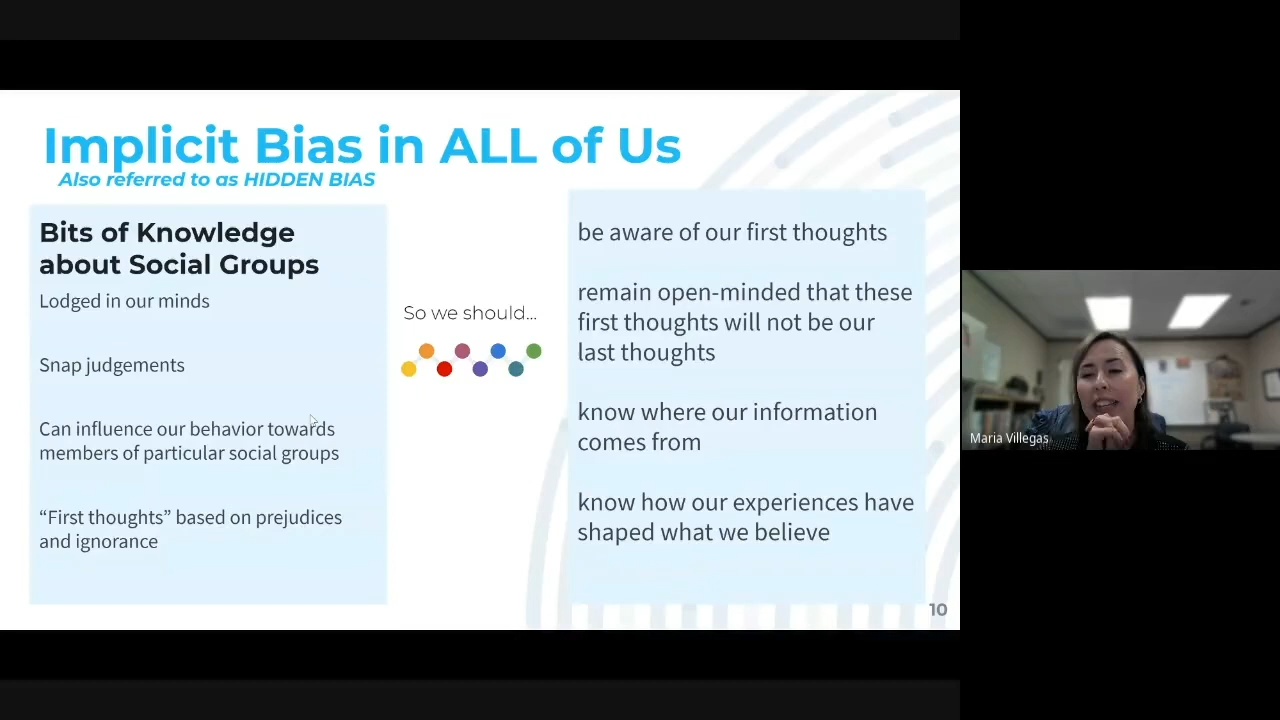 Implicit Bias in ALL of Us
Also referred to as HIDDEN BIAS
Bits of Knowledge
about Social Groups
Lodged in our minds
Snap judgements
Can influence our behavior towards
members of particular social groups
“First thoughts” based on prejudices
and ignorance
So we should...
be aware of our first thoughts
remain open-minded that these
first thoughts will not be our
last thoughts
know where our information
comes from
know how our experiences have
shaped what we believe
10
Maria Villegas